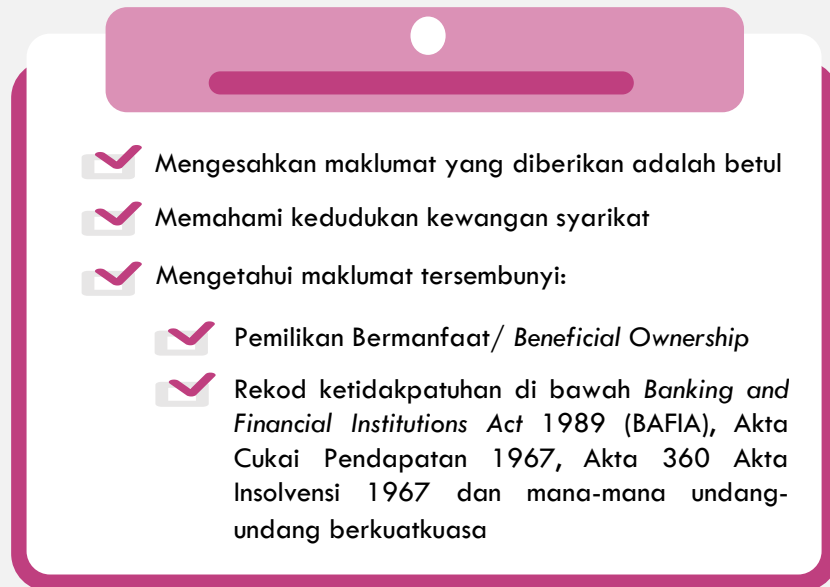 Mengesahkan maklumat yang diberikan adalah betul
Memahami kedudukan kewangan syarikat
Mengetahui maklumat tersembunyi:
Pemilikan Bermanfaat/ Beneficial Ownership
Rekod ketidakpatuhan di bawah Banking and
Financial Institutions Act 1989 (BAFIA), Akta
Cukai Pendapatan 1967, Akta 360 Akta
Insolvensi 1967 dan mana-mana undang-
undang berkuatkuasa